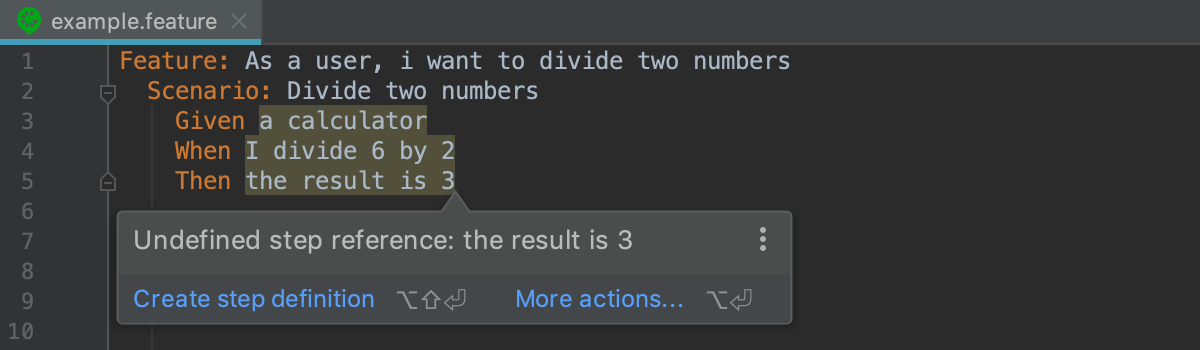 example.feature
1 Feature: As a user, i want to divide two numbers
2 Scenario: Divide two numbers
3 Given a calculator
4 When I divide 6 by 2
5 Then the result is 3
6
7 Undefined step reference: the result is 3
8
9 Create step definition ⌥⇧⏎ More actions... ⌥⏎
10